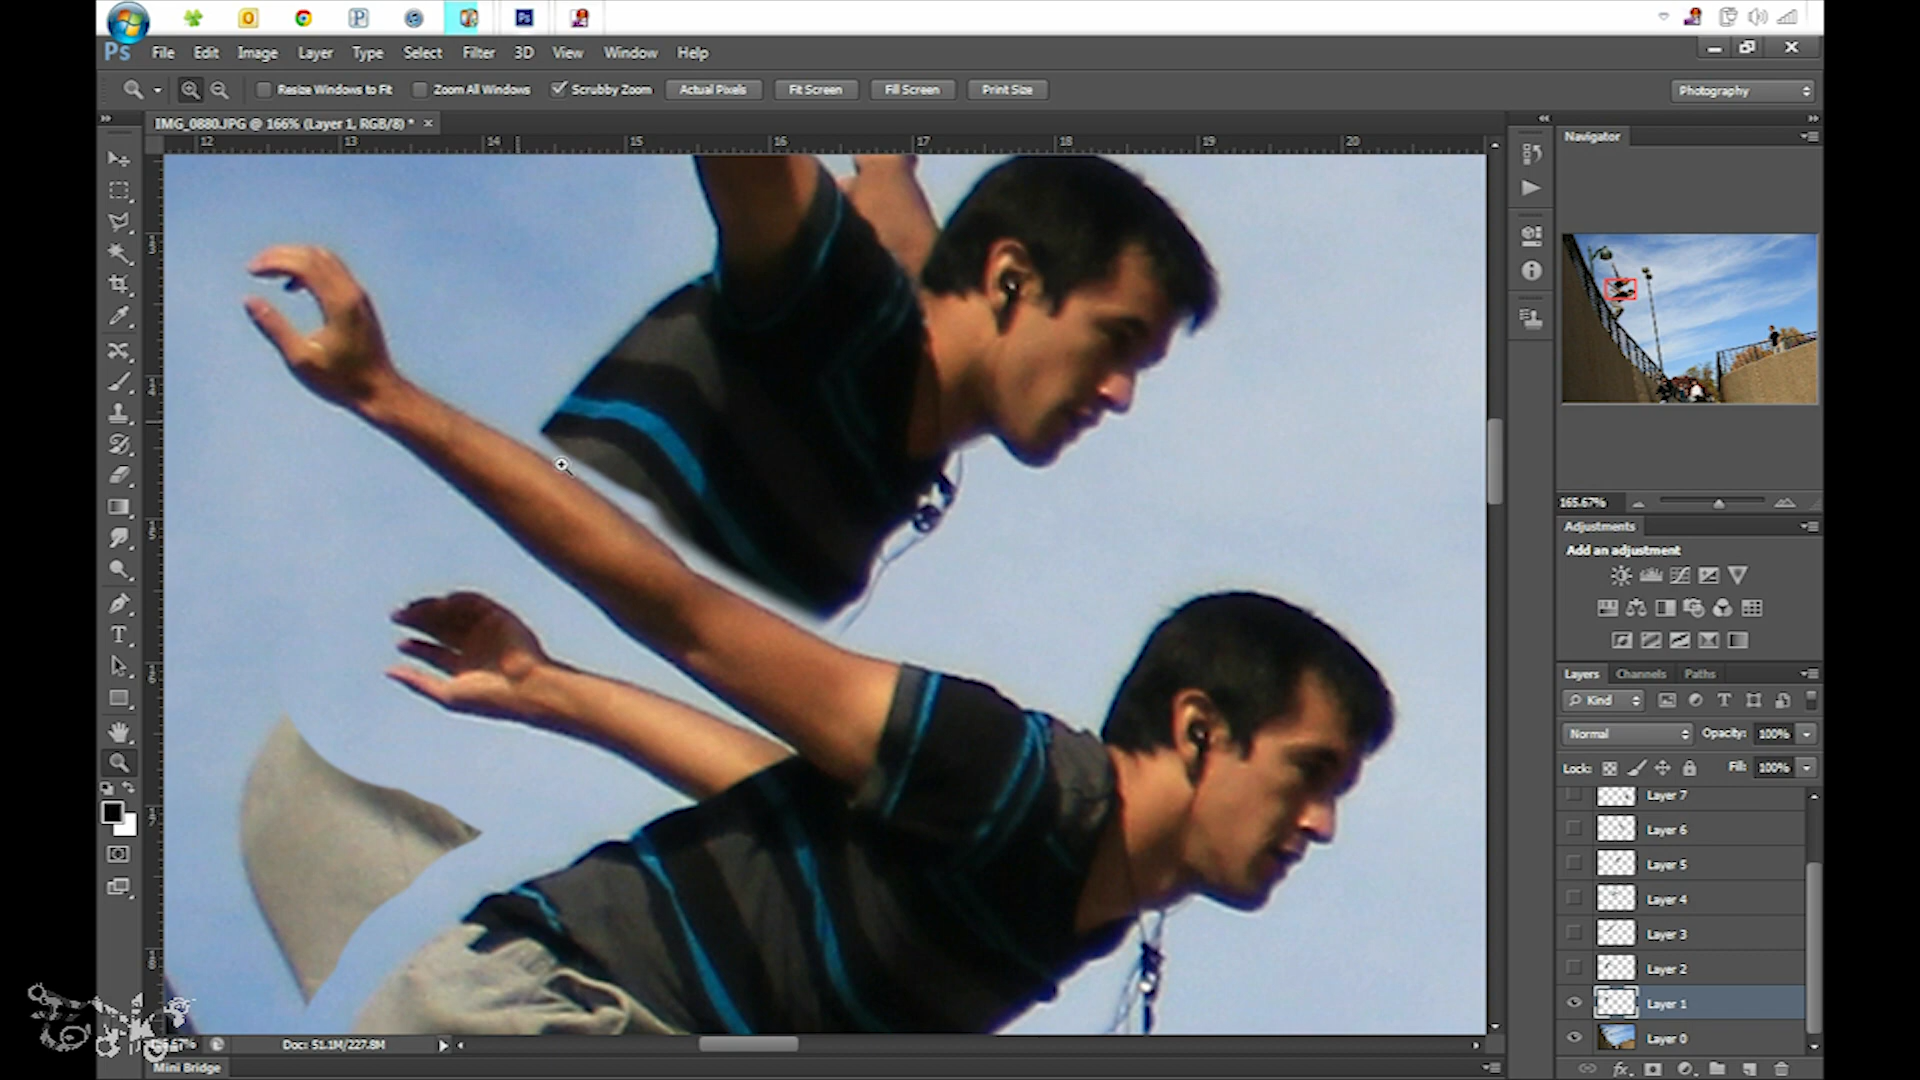 Ps File Edit Image Layer Type Select Filter 3D View Window Help
Resize Windows to Fit Zoom All Windows Scrubby Zoom Actual Pixels Fit Screen Fill Screen Print Size Photography
IMG_0880.JPG @ 166% (Layer 1, RGB/8) * ×
12 13 14 15 16 17 18 19 20
Navigator
165.67%
Adjustments
Add an adjustment
Layers Channels Paths
Kind
Normal Opacity: 100%
Lock: Fill: 100%
Layer 7
Layer 6
Layer 5
Layer 4
Layer 3
Layer 2
Layer 1
Layer 0
Doc: 51.1M/227.8M
Mini Bridge